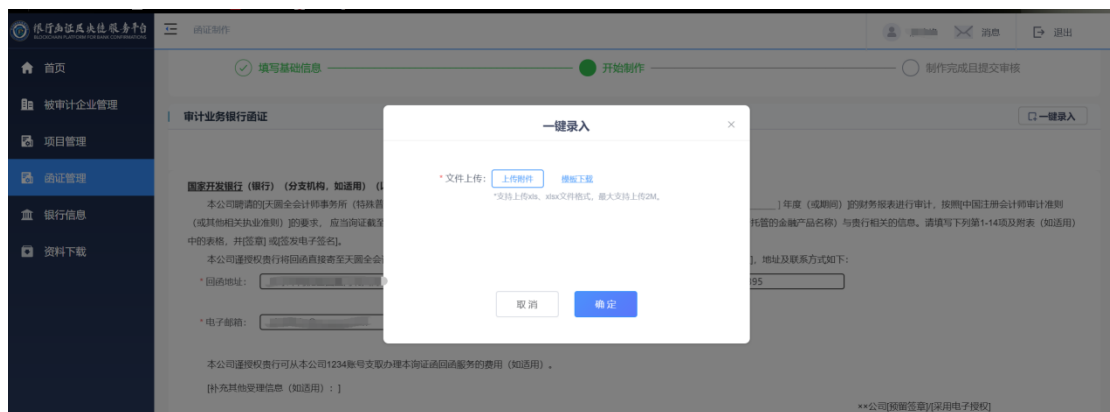 银行函证及决技服务平台
BLOCKCHAIN PLATFORM FOR BANK CONFIRMATIONS
函证制作
消息
退出
首页
被审计企业管理
项目管理
函证管理
银行信息
资料下载
填写基础信息
开始制作
制作完成且提交审核
审计业务银行函证
一键录入
一键录入
×
* 文件上传:
上传附件
模板下载
*支持上传xls、xlsx文件格式，最大支持上传2M。
取消
确定
国家开发银行（银行）（分支机构，如适用）（
本公司聘请的[天圆全会计师事务所（特殊普
）年度（或期间）]的财务报表进行审计，按照[中国注册会计师审计准则
（或其他相关执业准则）]的要求，应当询证截至
托管的金融产品名称）与贵行相关的信息。请填写下列第1-14项及附表（如适用）
中的表格，并[签章] 或[签发电子签名]。
本公司谨授权贵行将回函直接寄至天圆全会
]，地址及联系方式如下：
* 回函地址:
95
* 电子邮箱:
本公司谨授权贵行可从本公司1234账号支取办理本询证函回函服务的费用（如适用）。
[补充其他受理信息（如适用）: ]
××公司[预留签章]/[采用电子授权]